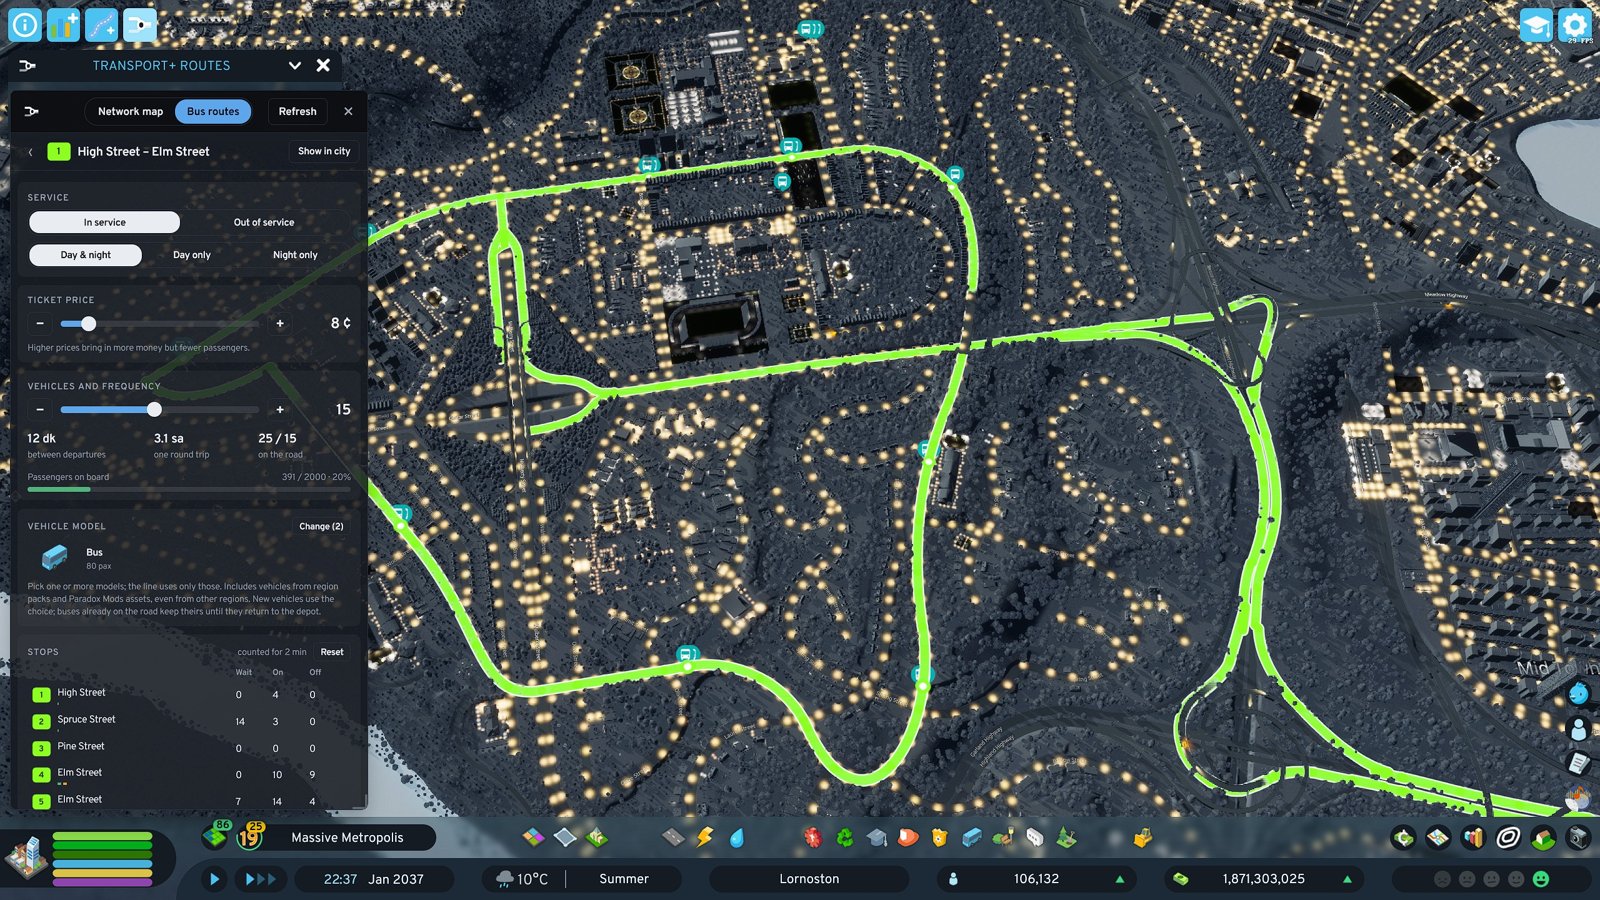 29 FPS
TRANSPORT+ ROUTES
Network map Bus routes Refresh
1 High Street – Elm Street Show in city
SERVICE
In service Out of service
Day & night Day only Night only
TICKET PRICE
− + 8 ¢
Higher prices bring in more money but fewer passengers.
VEHICLES AND FREQUENCY
− + 15
12 dk 3.1 sa 25 / 15
between departures one round trip on the road
Passengers on board 391 / 2000 · 20%
VEHICLE MODEL Change (2)
Bus
80 pax
Pick one or more models; the line uses only those. Includes vehicles from region
packs and Paradox Mods assets, even from other regions. New vehicles use the
choice; buses already on the road keep theirs until they return to the depot.
STOPS counted for 2 min Reset
Wait On Off
1 High Street 0 4 0
2 Spruce Street 14 3 0
3 Pine Street 0 0 0
4 Elm Street 0 10 9
5 Elm Street 7 14 4
Meadow Highway
Garland Highway
Highland Highway
86
25
19
Massive Metropolis
22:37 Jan 2037
10°C
Summer
Lornoston
106,132
1,871,303,025